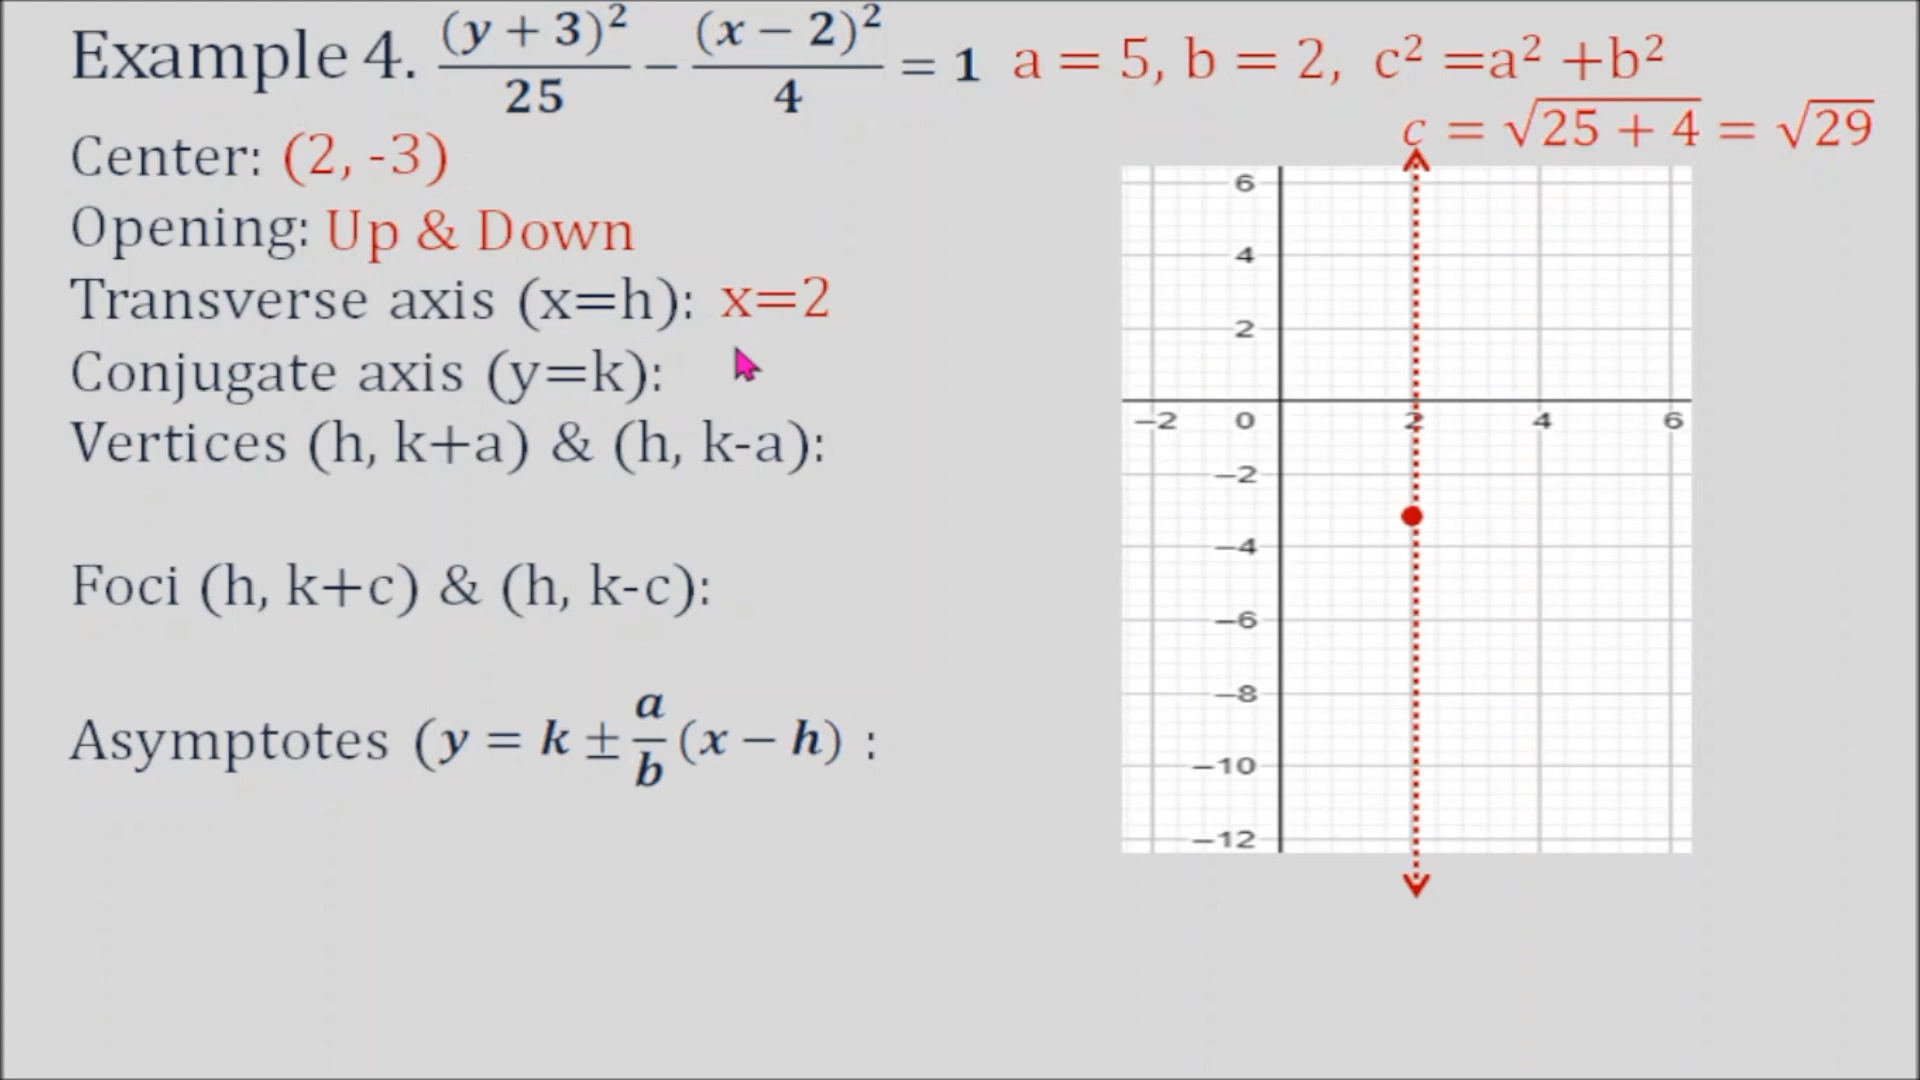 Example 4. (y + 3)²/25 − (x − 2)²/4 = 1 a = 5, b = 2, c² =a² +b²
c = √25 + 4 = √29
Center: (2, -3)
Opening: Up & Down
Transverse axis (x=h): x=2
Conjugate axis (y=k):
Vertices (h, k+a) & (h, k-a):
Foci (h, k+c) & (h, k-c):
Asymptotes (y = k ± a/b (x − h) :
6
4
2
−2 0 2 4 6
−2
−4
−6
−8
−10
−12